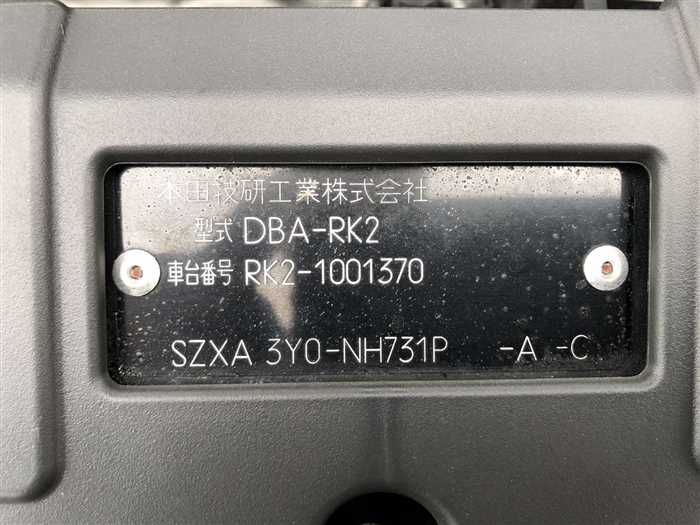 本田技研工業株式会社
型式 DBA-RK2
車台番号 RK2-1001370
SZXA 3Y0-NH731P -A -C